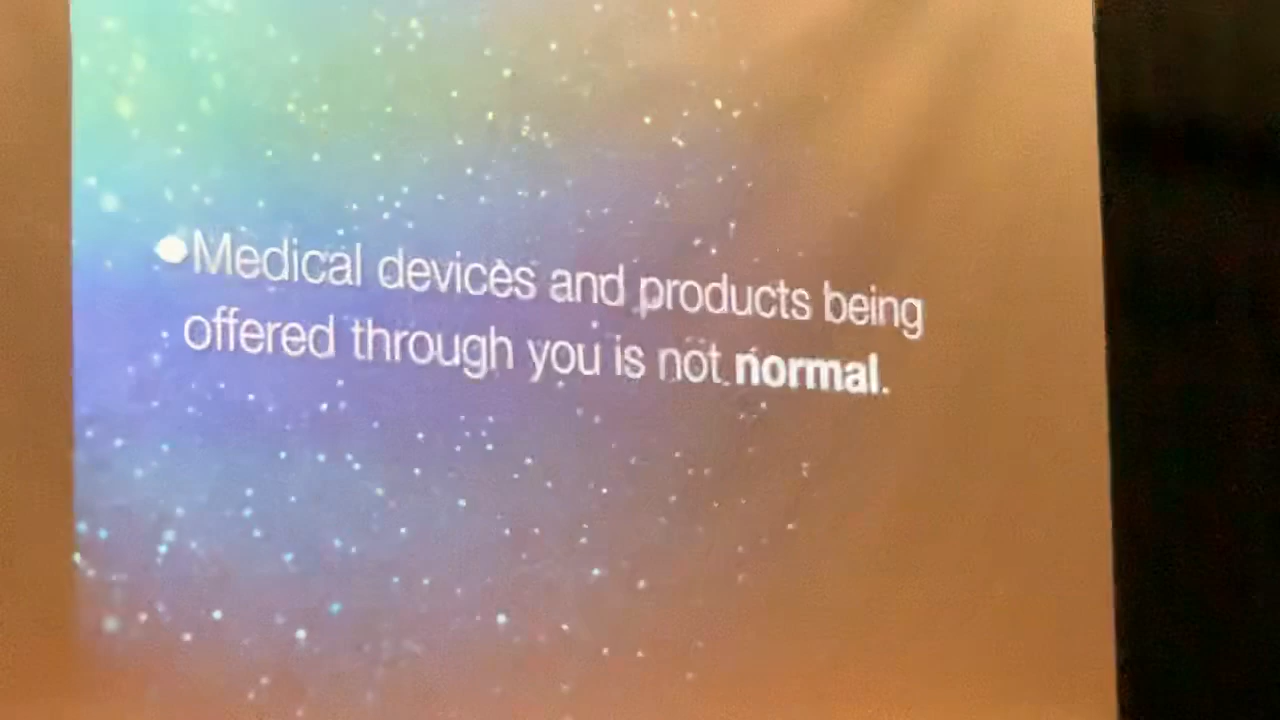 •Medical devices and products being
offered through you is not normal.